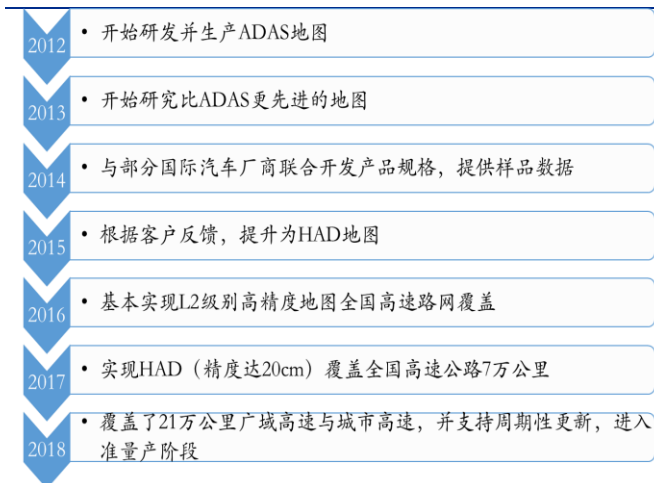 2012
• 开始研发并生产ADAS地图
2013
• 开始研究比ADAS更先进的地图
2014
• 与部分国际汽车厂商联合开发产品规格，提供样品数据
2015
• 根据客户反馈，提升为HAD地图
2016
• 基本实现L2级别高精度地图全国高速路网覆盖
2017
• 实现HAD（精度达20cm）覆盖全国高速公路7万公里
2018
• 覆盖了21万公里广域高速与城市高速，并支持周期性更新，进入
准量产阶段